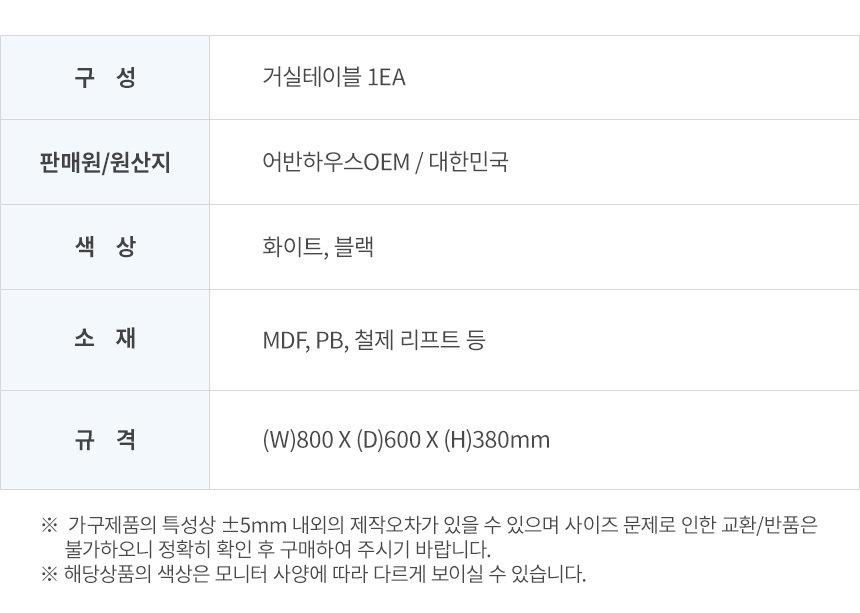 구 성 거실테이블 1EA
판매원/원산지 어반하우스OEM / 대한민국
색 상 화이트, 블랙
소 재 MDF, PB, 철제 리프트 등
규 격 (W)800 X (D)600 X (H)380mm
※ 가구제품의 특성상 ±5mm 내외의 제작오차가 있을 수 있으며 사이즈 문제로 인한 교환/반품은
불가하오니 정확히 확인 후 구매하여 주시기 바랍니다.
※ 해당상품의 색상은 모니터 사양에 따라 다르게 보이실 수 있습니다.